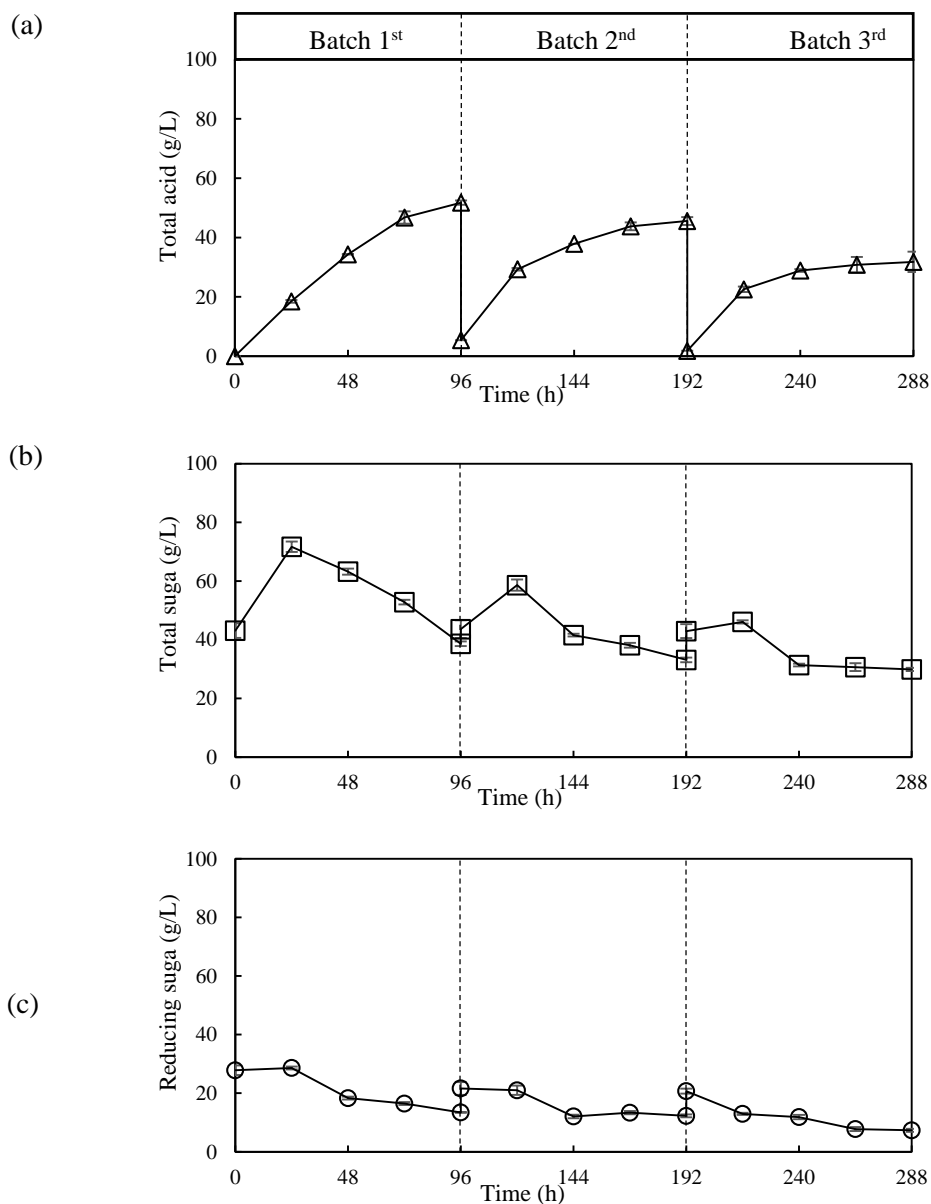 (a)
Batch 1st Batch 2nd Batch 3rd
Total acid (g/L)
100
80
60
40
20
0
0 48 96 144 192 240 288
Time (h)
(b)
Total suga (g/L)
100
80
60
40
20
0
0 48 96 144 192 240 288
Time (h)
(c)
Reducing suga (g/L)
100
80
60
40
20
0
0 48 96 144 192 240 288
Time (h)